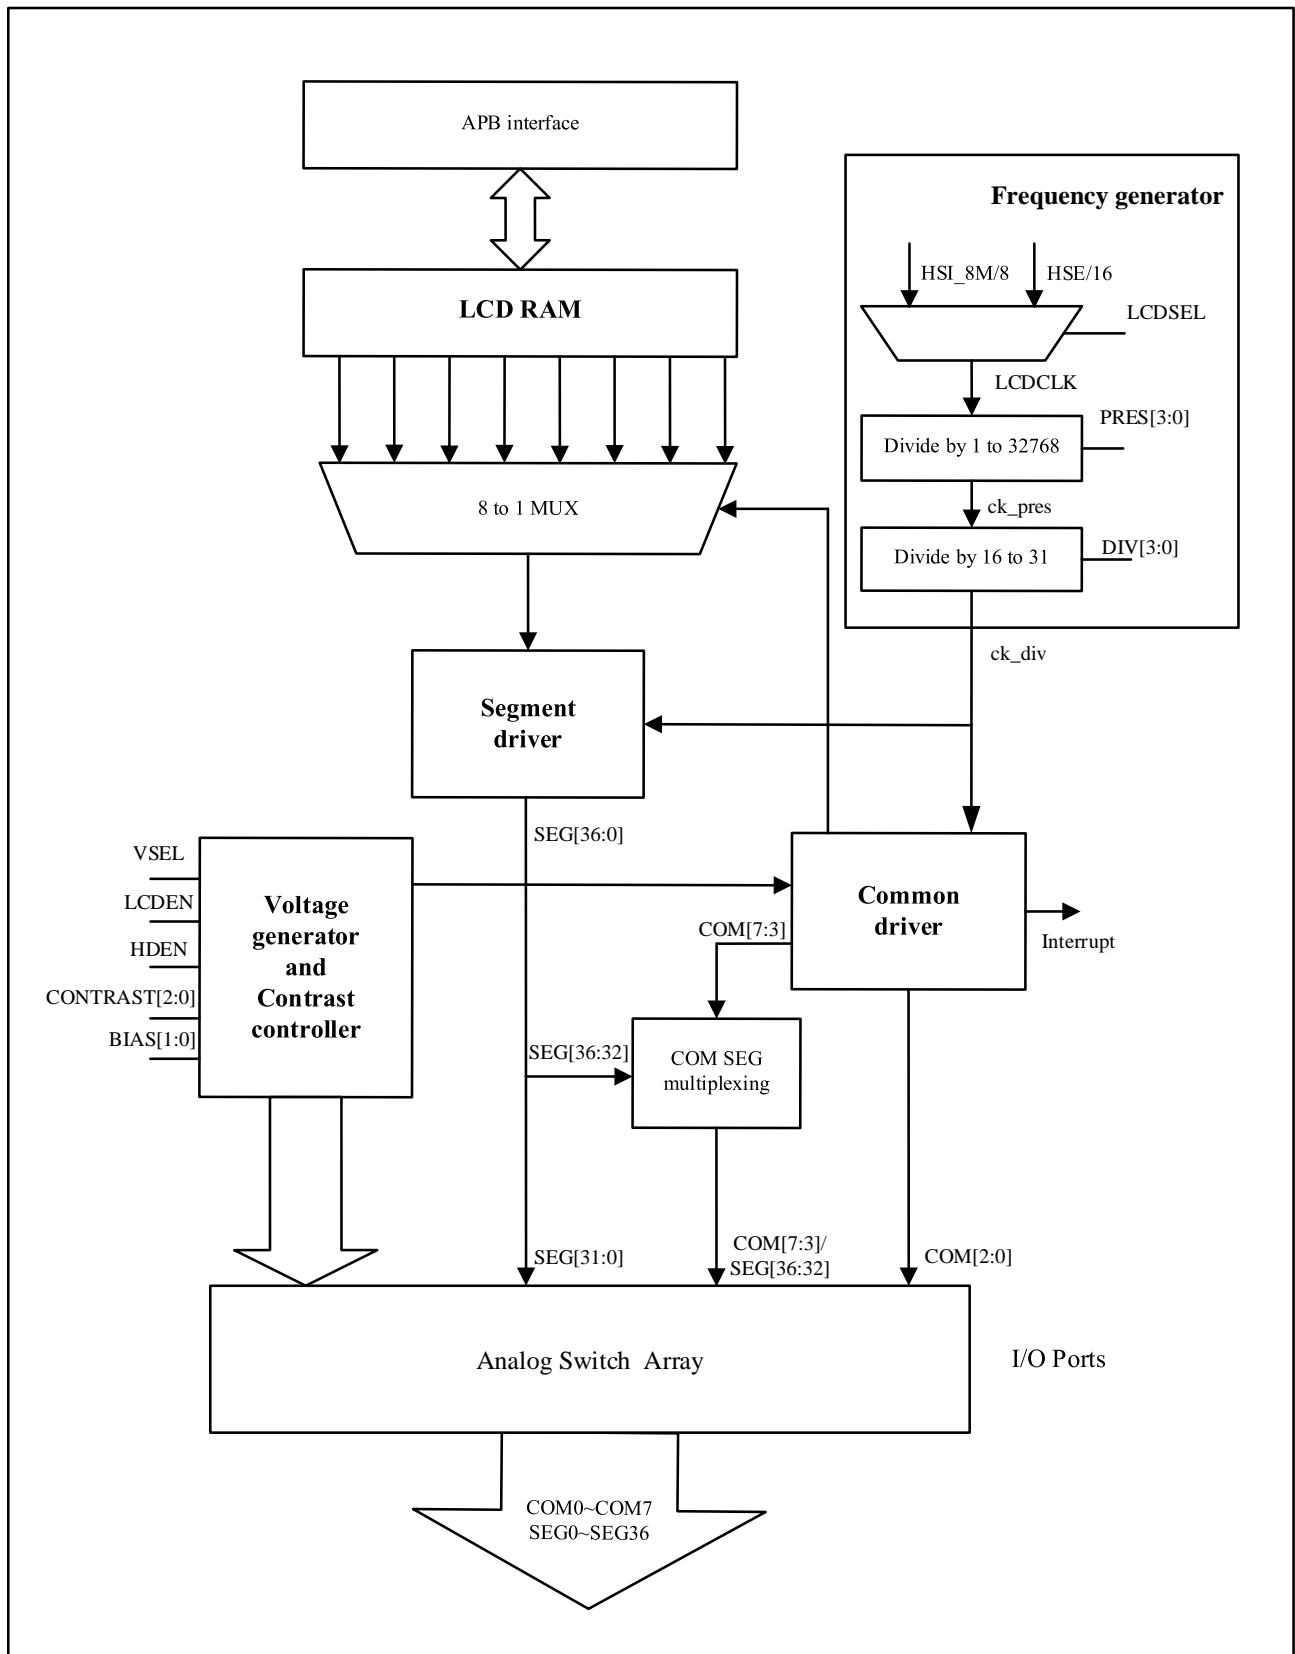 APB interface
Frequency generator
HSI_8M/8
HSE/16
LCD RAM
LCDSEL
LCDCLK
PRES[3:0]
Divide by 1 to 32768
8 to 1 MUX
ck_pres
DIV[3:0]
Divide by 16 to 31
ck_div
Segment
driver
SEG[36:0]
VSEL
LCDEN
HDEN
CONTRAST[2:0]
BIAS[1:0]
Voltage
generator
and
Contrast
controller
Common
driver
COM[7:3]
Interrupt
SEG[36:32]
COM SEG
multiplexing
SEG[31:0]
COM[7:3]/
SEG[36:32]
COM[2:0]
Analog Switch Array
I/O Ports
COM0~COM7
SEG0~SEG36